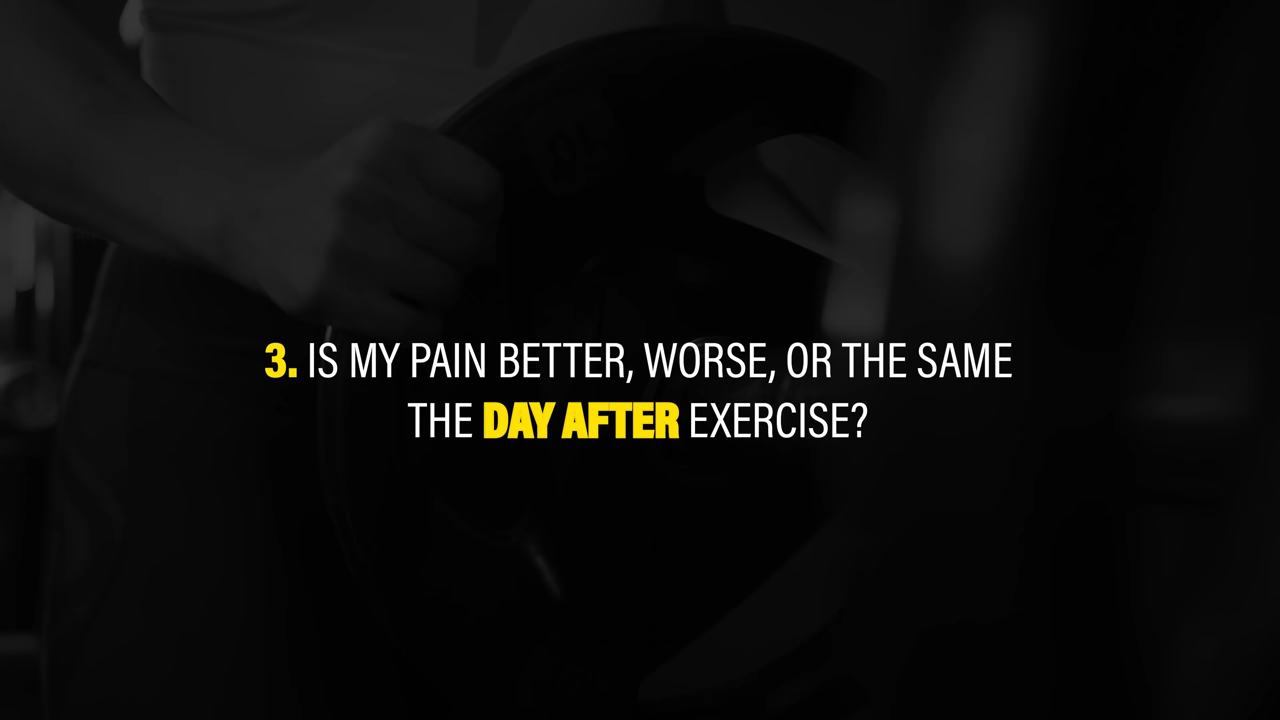 3. IS MY PAIN BETTER, WORSE, OR THE SAME
THE DAY AFTER EXERCISE?